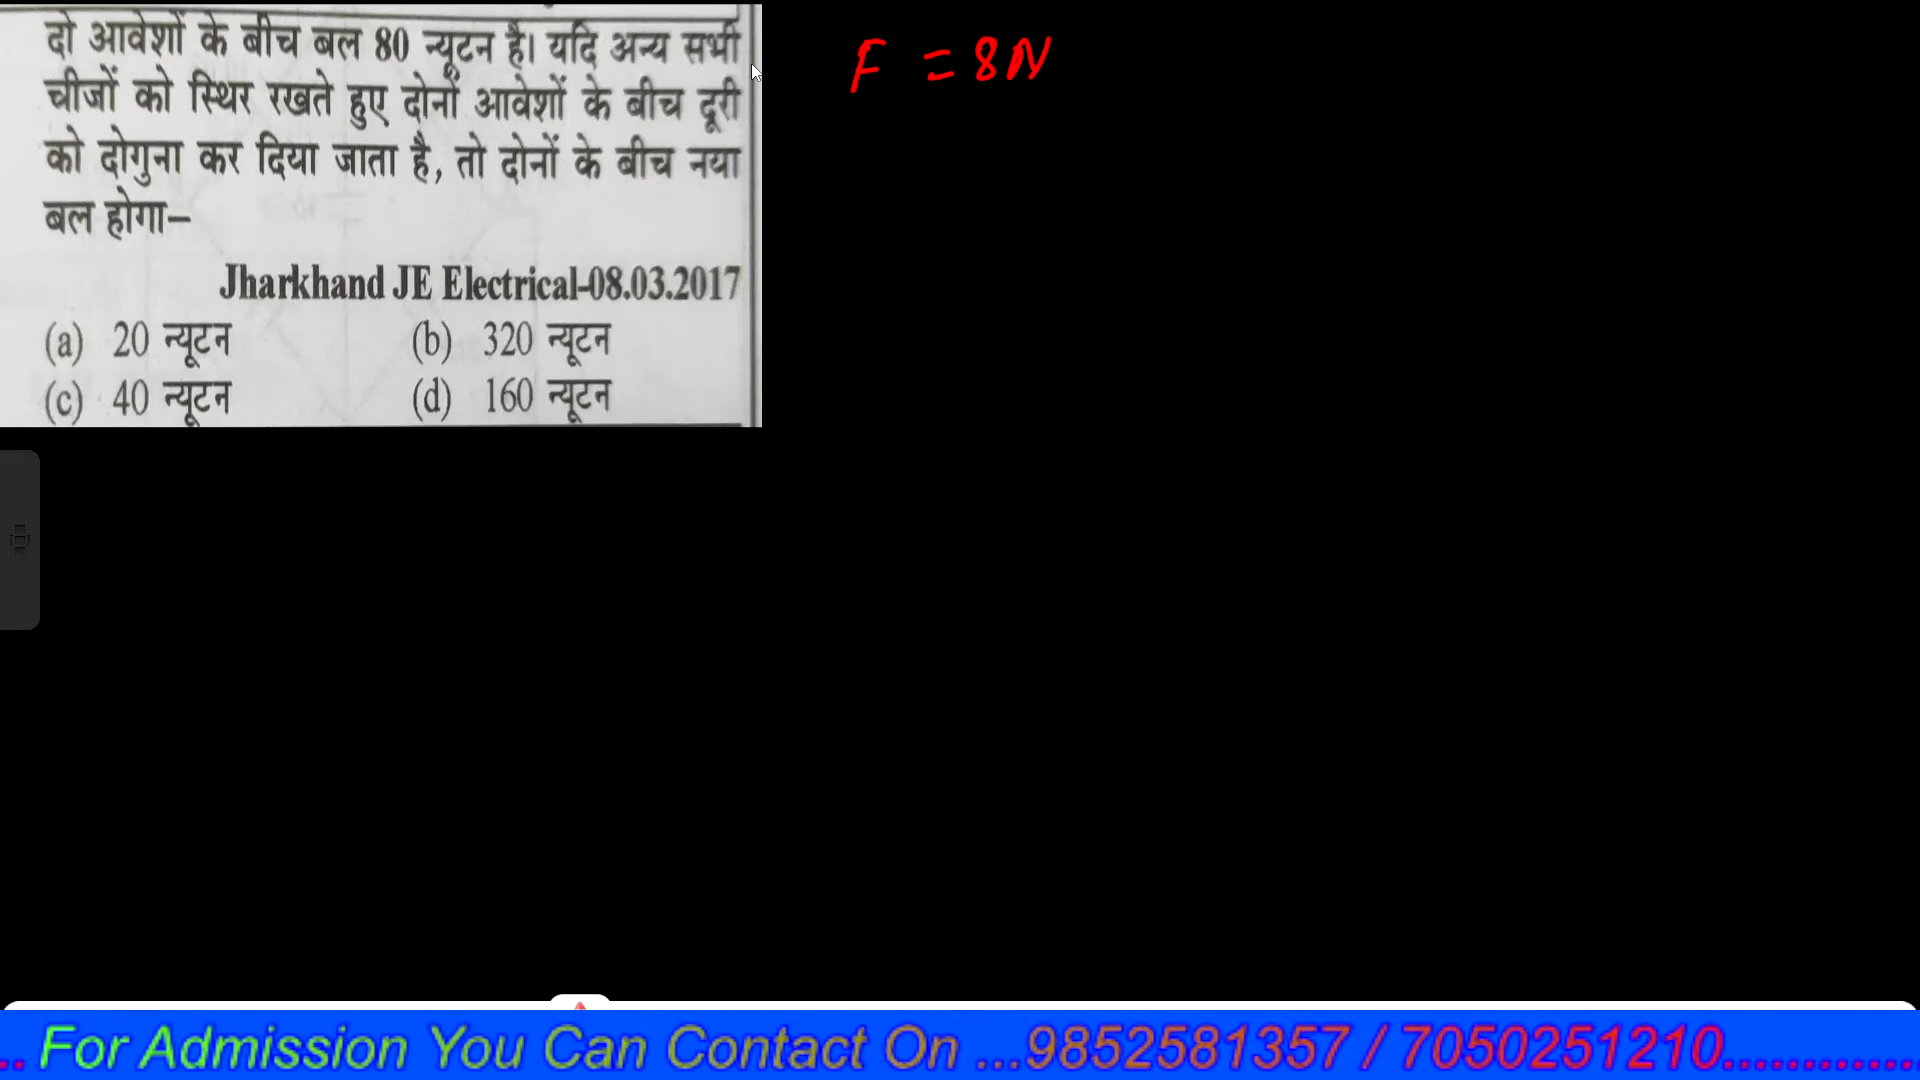 दो आवेशों के बीच बल 80 न्यूटन है। यदि अन्य सभी
चीजों को स्थिर रखते हुए दोनों आवेशों के बीच दूरी
को दोगुना कर दिया जाता है, तो दोनों के बीच नया
बल होगा–
Jharkhand JE Electrical-08.03.2017
(a) 20 न्यूटन (b) 320 न्यूटन
(c) 40 न्यूटन (d) 160 न्यूटन
F = 8N
.. For Admission You Can Contact On ...9852581357 / 7050251210.............